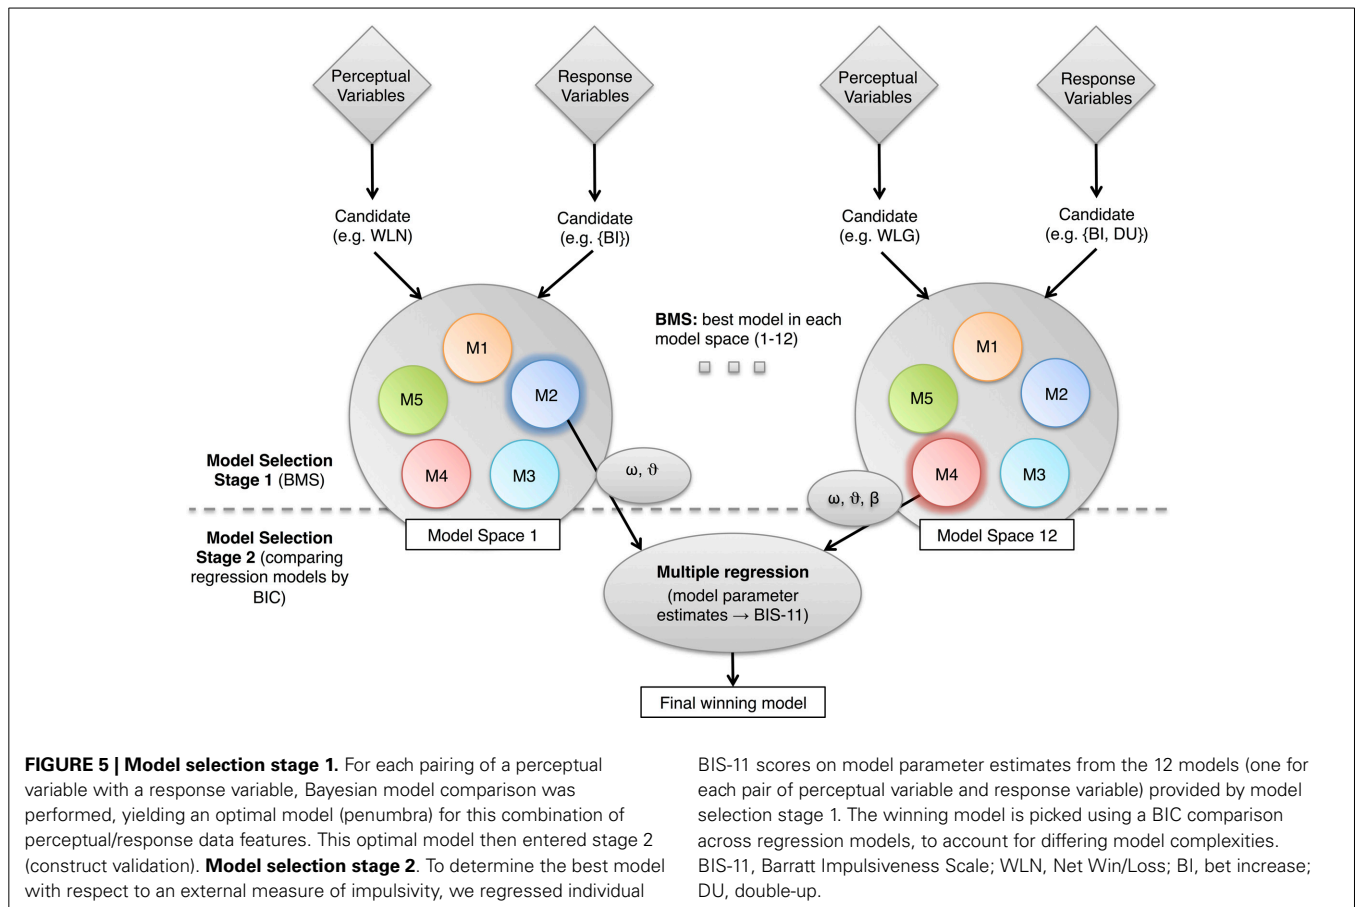 Perceptual
Variables
Response
Variables
Perceptual
Variables
Response
Variables
Candidate
(e.g. WLN)
Candidate
(e.g. {BI})
Candidate
(e.g. WLG)
Candidate
(e.g. {BI, DU})
BMS: best model in each
model space (1-12)
M1
M2
M5
M4
M3
M1
M2
M5
M4
M3
Model Selection
Stage 1 (BMS)
ω, ϑ
ω, ϑ, β
Model Space 1
Model Space 12
Model Selection
Stage 2 (comparing
regression models by
BIC)
Multiple regression
(model parameter
estimates → BIS-11)
Final winning model
FIGURE 5 | Model selection stage 1. For each pairing of a perceptual
variable with a response variable, Bayesian model comparison was
performed, yielding an optimal model (penumbra) for this combination of
perceptual/response data features. This optimal model then entered stage 2
(construct validation). Model selection stage 2. To determine the best model
with respect to an external measure of impulsivity, we regressed individual
BIS-11 scores on model parameter estimates from the 12 models (one for
each pair of perceptual variable and response variable) provided by model
selection stage 1. The winning model is picked using a BIC comparison
across regression models, to account for differing model complexities.
BIS-11, Barratt Impulsiveness Scale; WLN, Net Win/Loss; BI, bet increase;
DU, double-up.